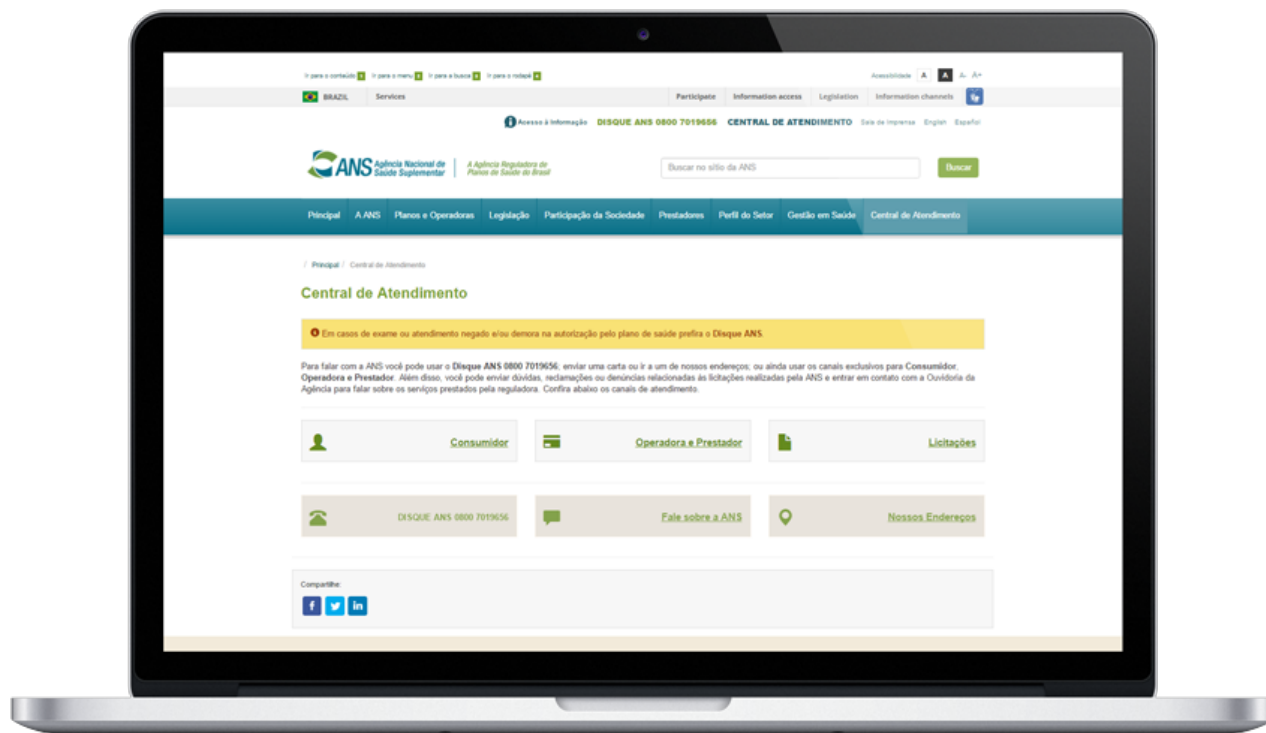 Ir para o conteúdo 1 Ir para o menu 2 Ir para a busca 3 Ir para o rodapé 4
Acessibilidade A A A- A+
BRAZIL Services Participate Information access Legislation Information channels
Acesso à Informação DISQUE ANS 0800 7019656 CENTRAL DE ATENDIMENTO Sala de Imprensa English Español
ANS Agência Nacional de Saúde Suplementar
A Agência Reguladora de
Planos de Saúde do Brasil
Buscar no sítio da ANS Buscar
Principal A ANS Planos e Operadoras Legislação Participação da Sociedade Prestadores Perfil do Setor Gestão em Saúde Central de Atendimento
/ Principal / Central de Atendimento
Central de Atendimento
Em casos de exame ou atendimento negado e/ou demora na autorização pelo plano de saúde prefira o Disque ANS.
Para falar com a ANS você pode usar o Disque ANS 0800 7019656; enviar uma carta ou ir a um de nossos endereços; ou ainda usar os canais exclusivos para Consumidor,
Operadora e Prestador. Além disso, você pode enviar dúvidas, reclamações ou denúncias relacionadas às licitações realizadas pela ANS e entrar em contato com a Ouvidoria da
Agência para falar sobre os serviços prestados pela reguladora. Confira abaixo os canais de atendimento.
Consumidor Operadora e Prestador Licitações
DISQUE ANS 0800 7019656 Fale sobre a ANS Nossos Endereços
Compartilhe:
f in